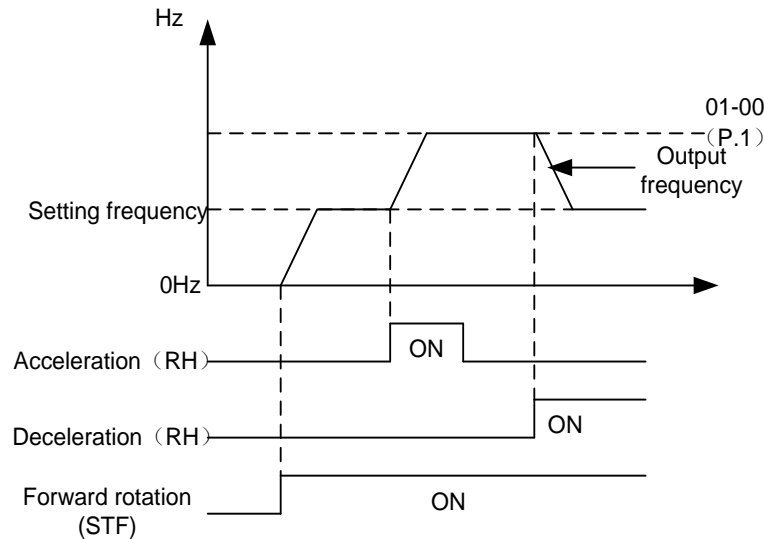 Hz
01-00
（P.1）
Output
frequency
Setting frequency
0Hz
Acceleration（RH）
ON
Deceleration（RH）
ON
Forward rotation
(STF)
ON